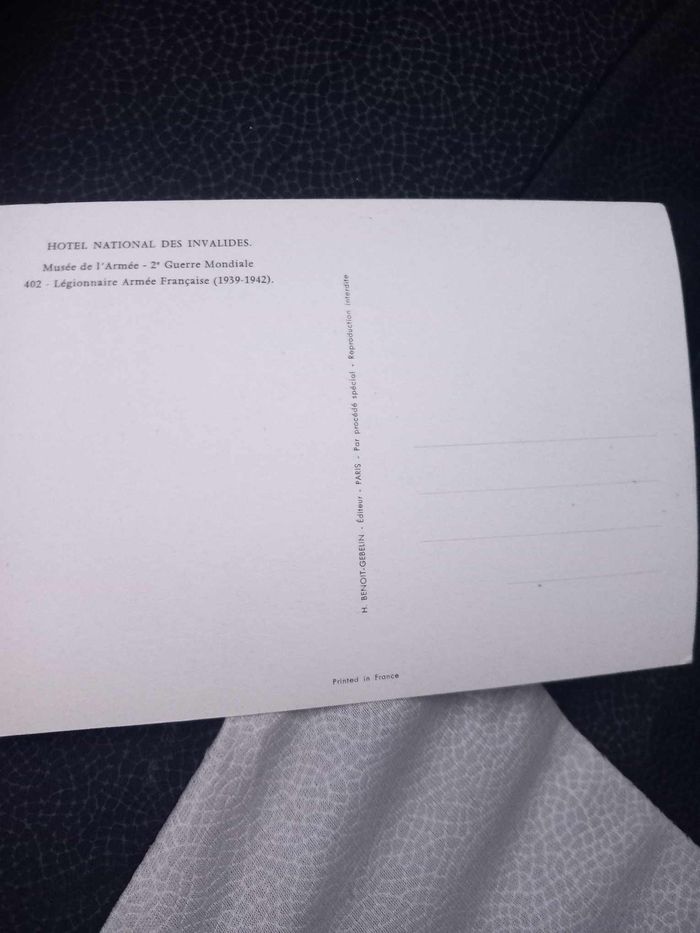 HOTEL NATIONAL DES INVALIDES.
Musée de l'Armée - 2e Guerre Mondiale
402 - Légionnaire Armée Française (1939-1942).
H. BENOIT-GEBELIN - Éditeur - PARIS - Par procédé spécial - Reproduction interdite
Printed in France